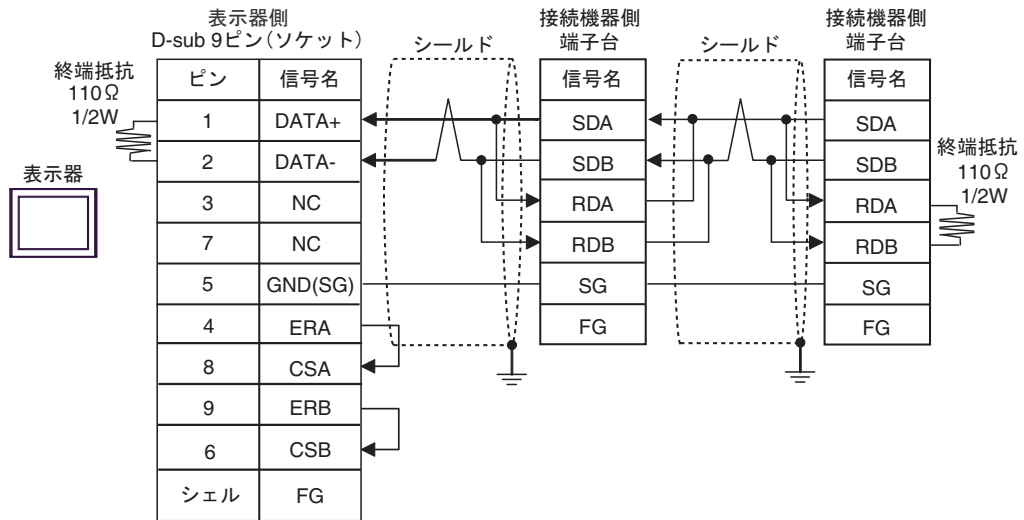 表示器側
D-sub 9ピン(ソケット)
接続機器側
端子台
接続機器側
端子台
シールド
シールド
終端抵抗
110Ω
1/2W
表示器
ピン 信号名
1 DATA+
2 DATA-
3 NC
7 NC
5 GND(SG)
4 ERA
8 CSA
9 ERB
6 CSB
シェル FG
信号名
SDA
SDB
RDA
RDB
SG
FG
信号名
SDA
SDB
RDA
RDB
SG
FG
終端抵抗
110Ω
1/2W